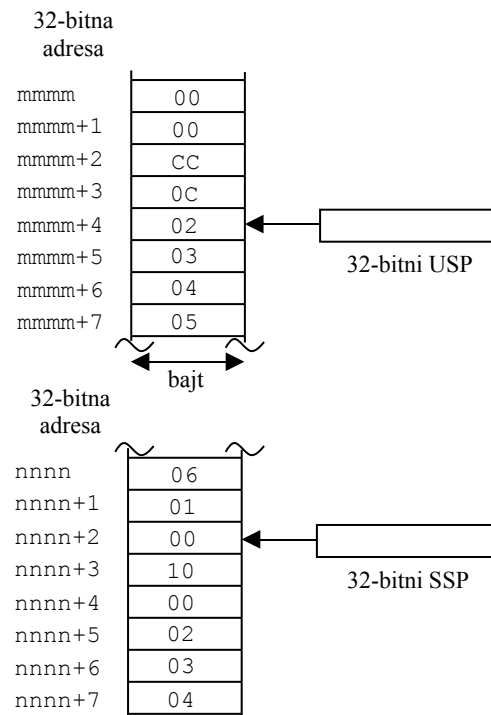 32-bitna
adresa
mmmm 00
mmmm+1 00
mmmm+2 CC
mmmm+3 0C
mmmm+4 02
mmmm+5 03
32-bitni USP
mmmm+6 04
mmmm+7 05
bajt
32-bitna
adresa
nnnn 06
nnnn+1 01
nnnn+2 00
nnnn+3 10
32-bitni SSP
nnnn+4 00
nnnn+5 02
nnnn+6 03
nnnn+7 04